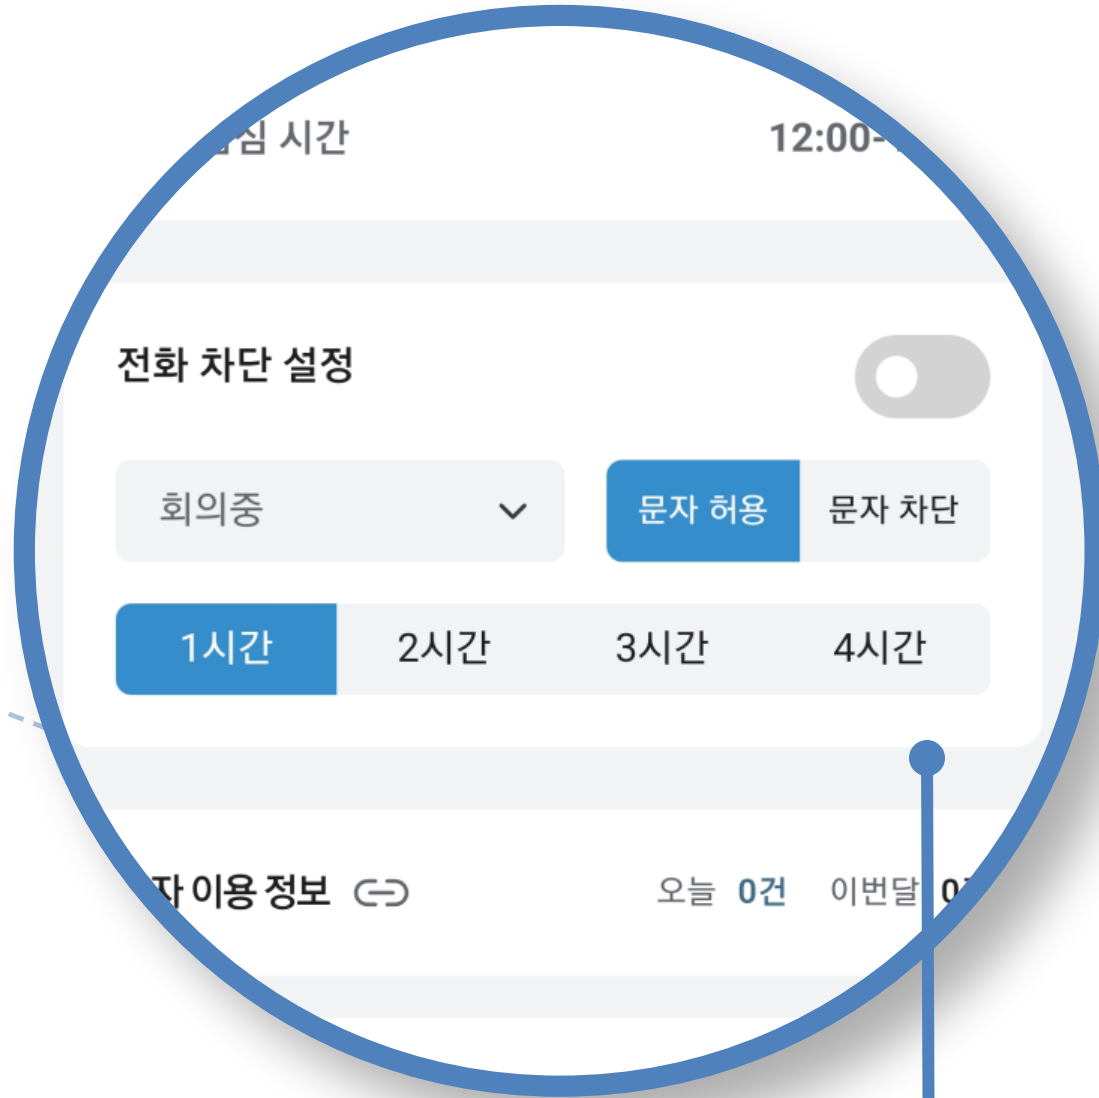 시간 12:00-
전화 차단 설정
회의중 문자 허용 문자 차단
1시간 2시간 3시간 4시간
이용 정보 오늘 0건 이번달